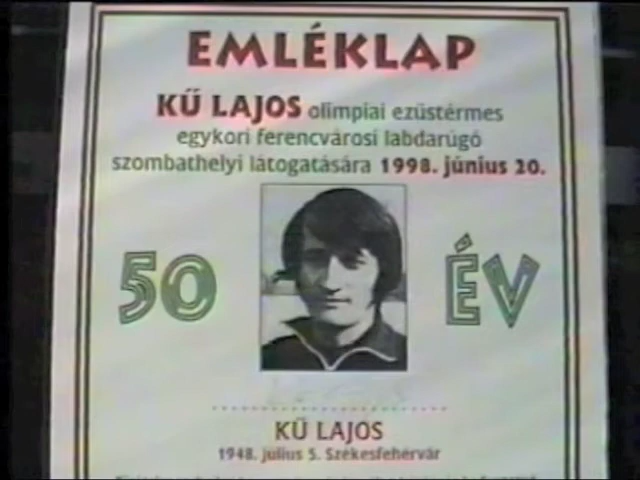 EMLÉKLAP
KŰ LAJOS olimpiai ezüstérmes
egykori ferencvárosi labdarúgó
szombathelyi látogatására 1998. június 20.
50 ÉV
KŰ LAJOS
1948. július 5. Székesfehérvár